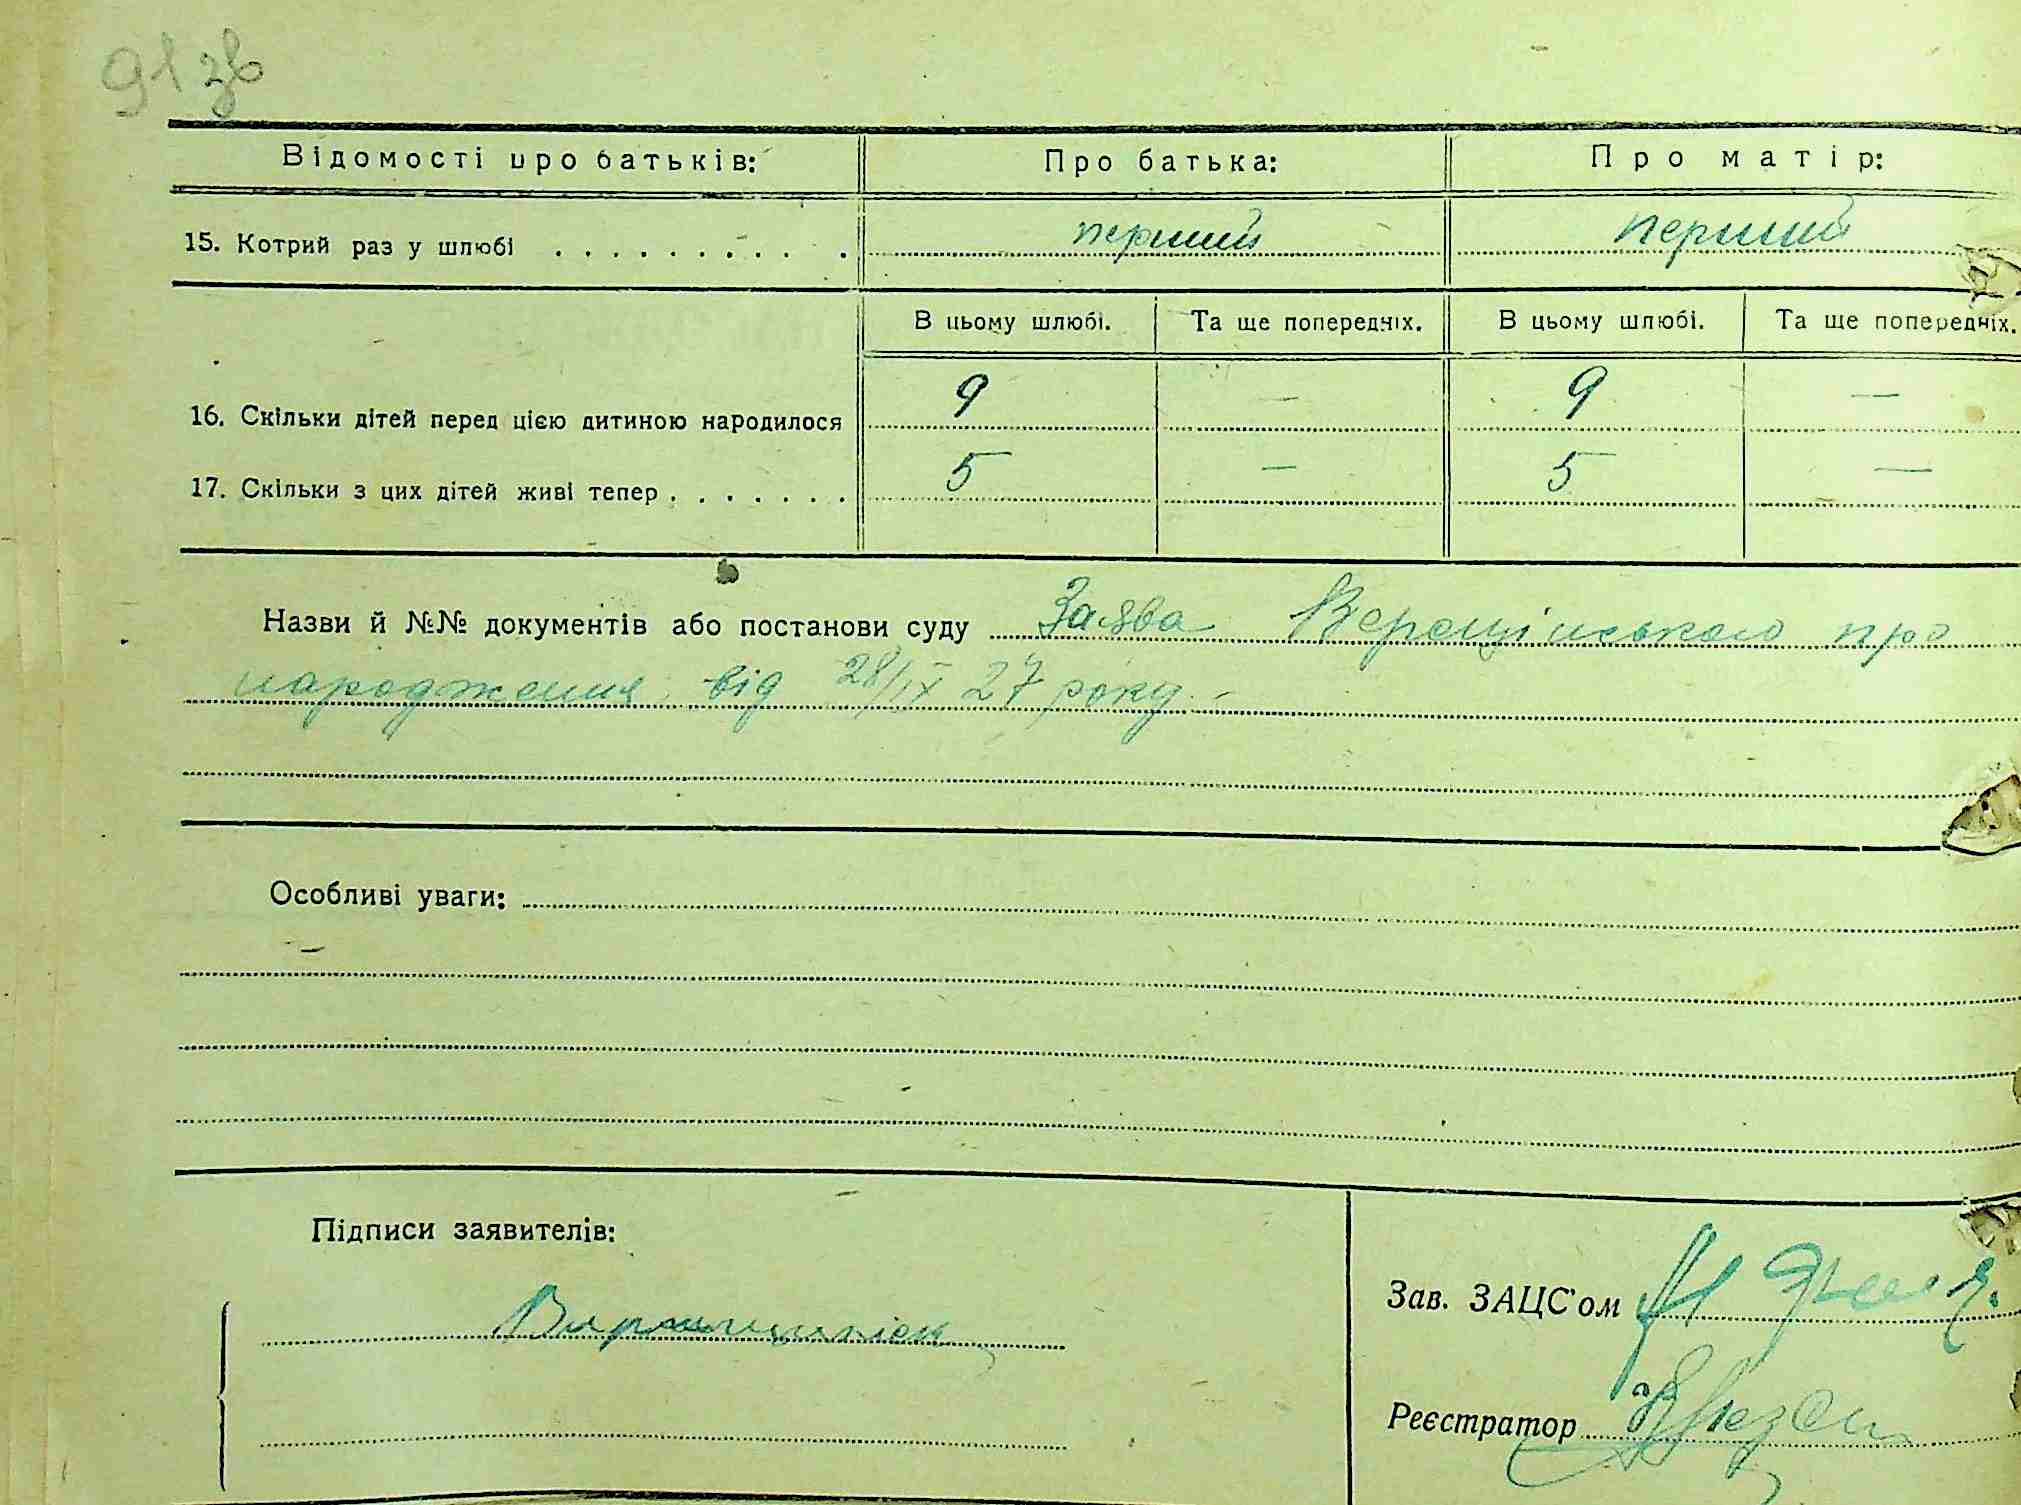 91 зв
Відомості про батьків: Про батька: Про матір:
15. Котрий раз у шлюбі . . . . . . . . . . перший перший
В цьому шлюбі. Та ще попередніх. В цьому шлюбі. Та ще попередніх.
16. Скільки дітей перед цією дитиною народилося 9 — 9 —
17. Скільки з цих дітей живі тепер . . . . . . . 5 — 5 —
Назви й №№ документів або постанови суду Заява Верещінського про
народження від 28/IX 27 року. -
Особливі уваги:
Підписи заявителів:
Зав. ЗАЦС'ом
Реєстратор